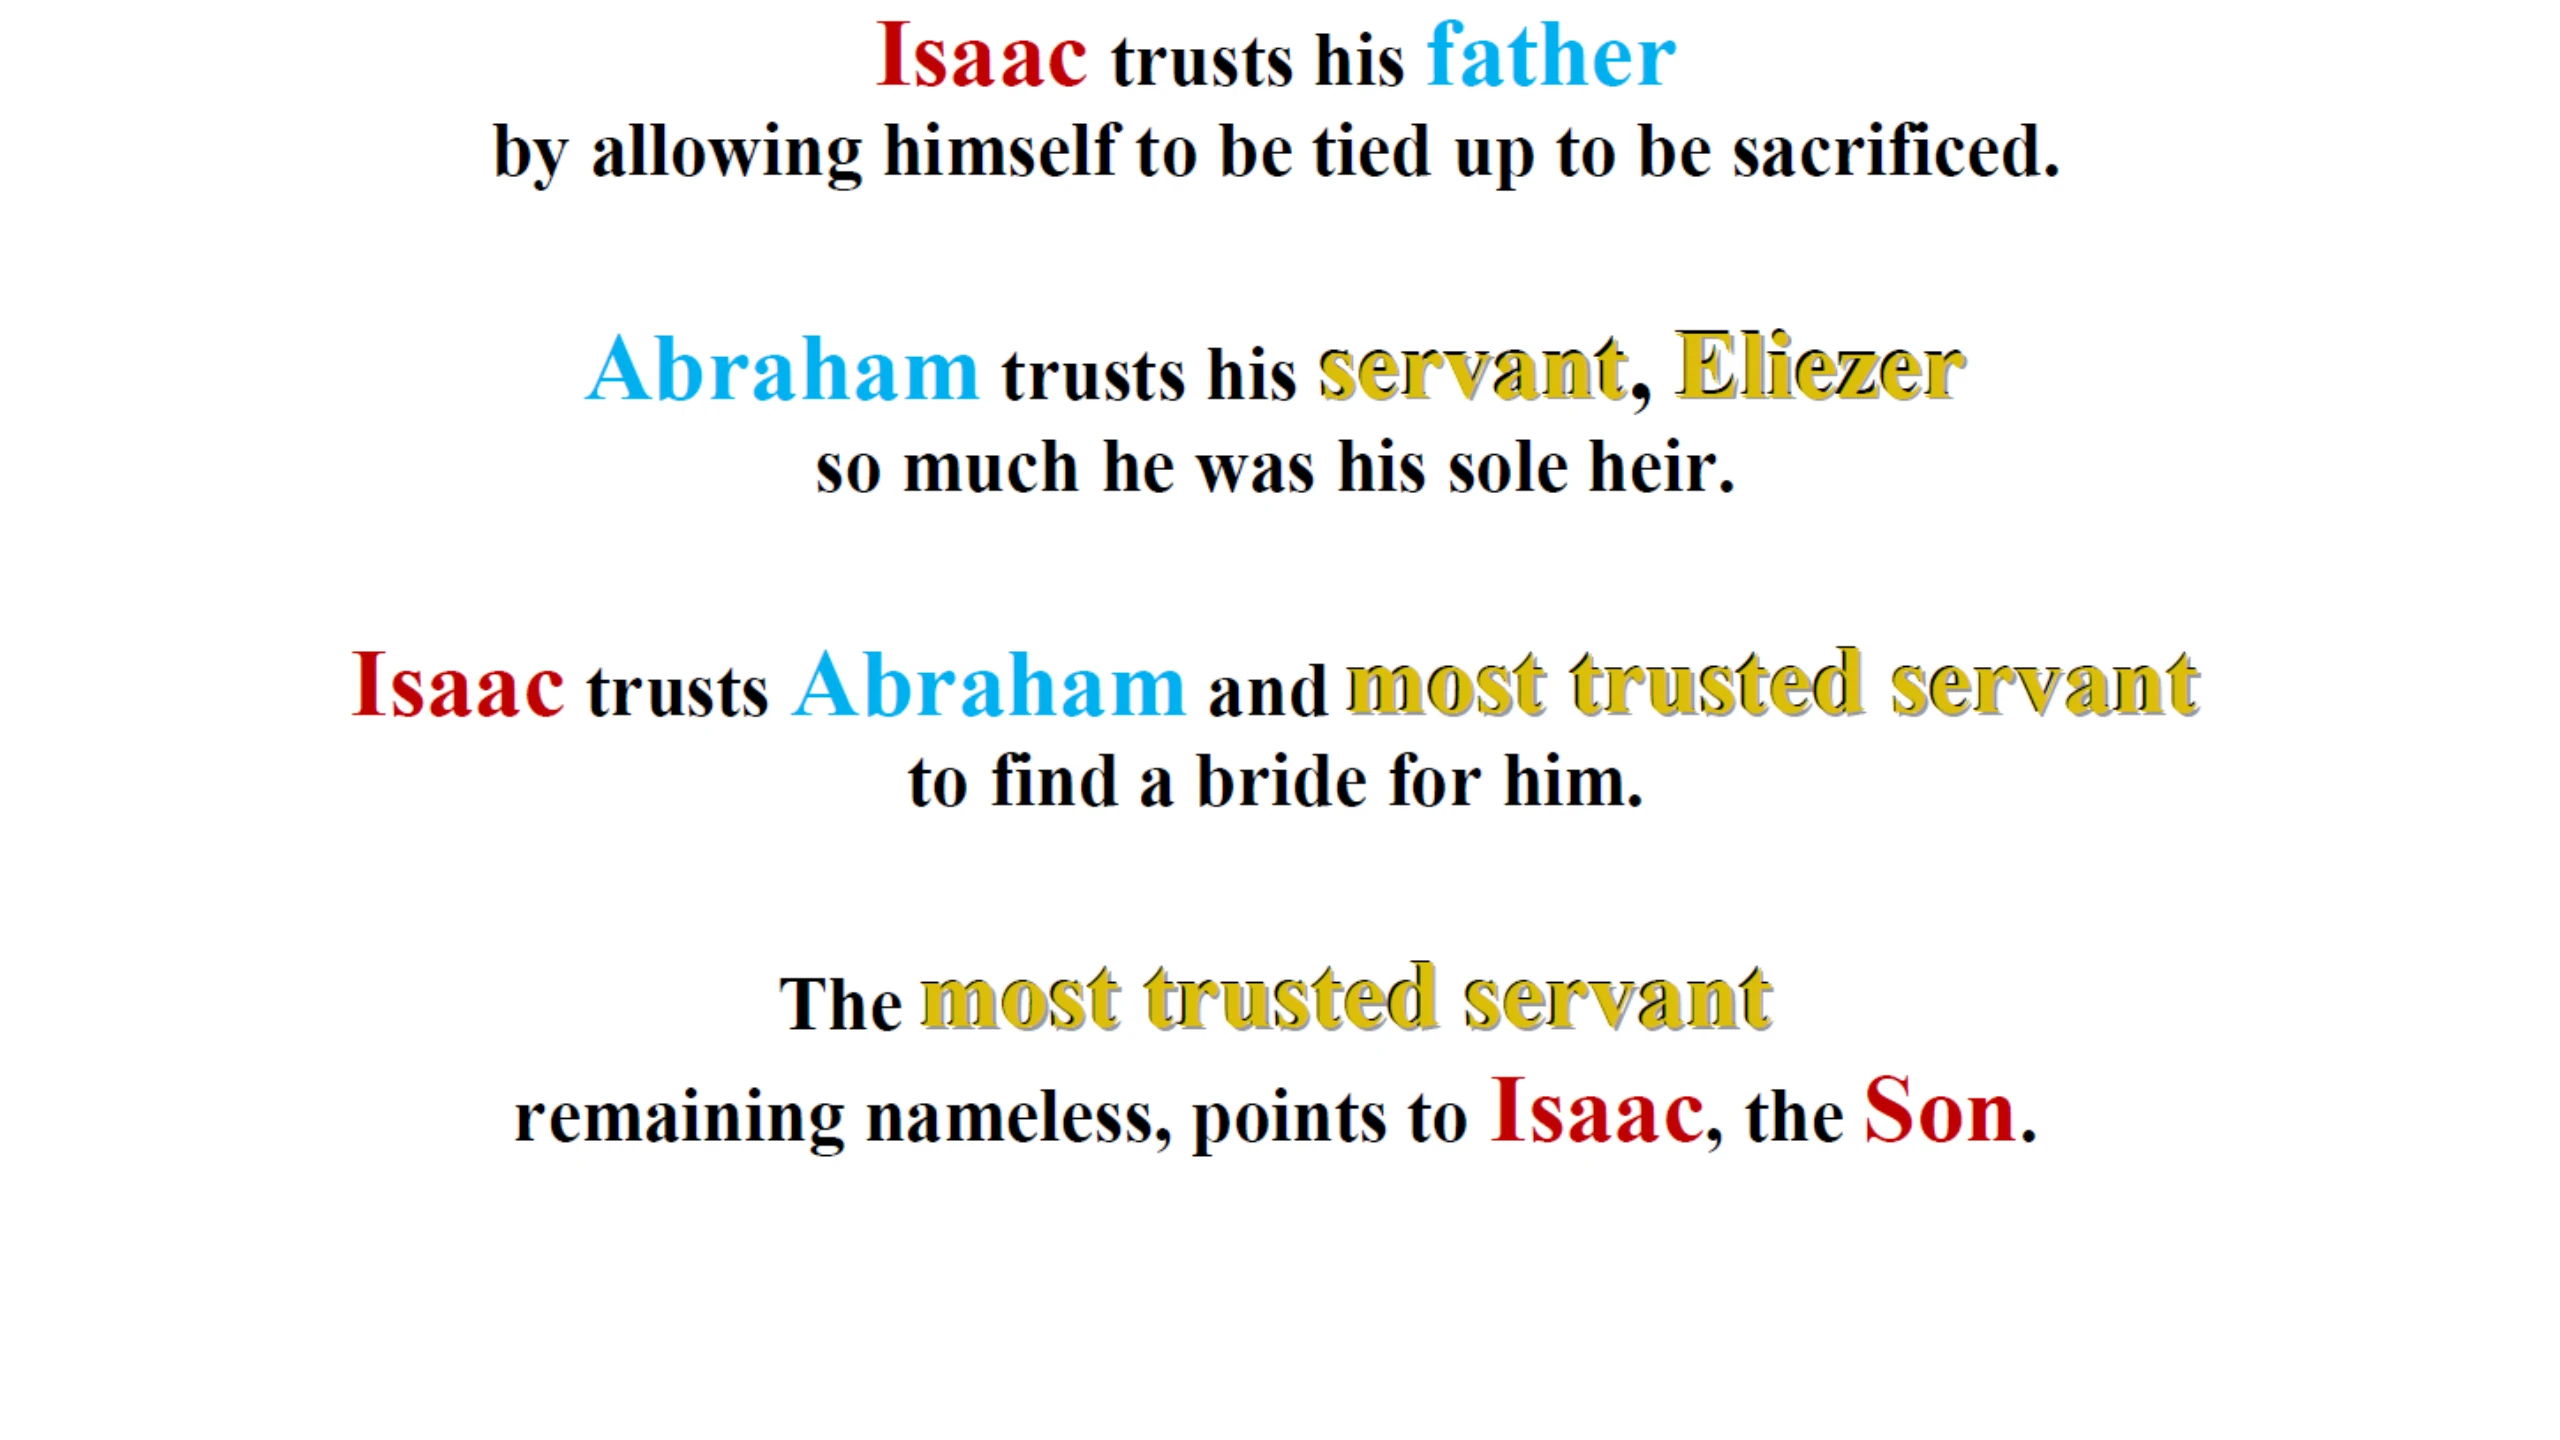 Isaac trusts his father
by allowing himself to be tied up to be sacrificed.
Abraham trusts his servant, Eliezer
so much he was his sole heir.
Isaac trusts Abraham and most trusted servant
to find a bride for him.
The most trusted servant
remaining nameless, points to Isaac, the Son.